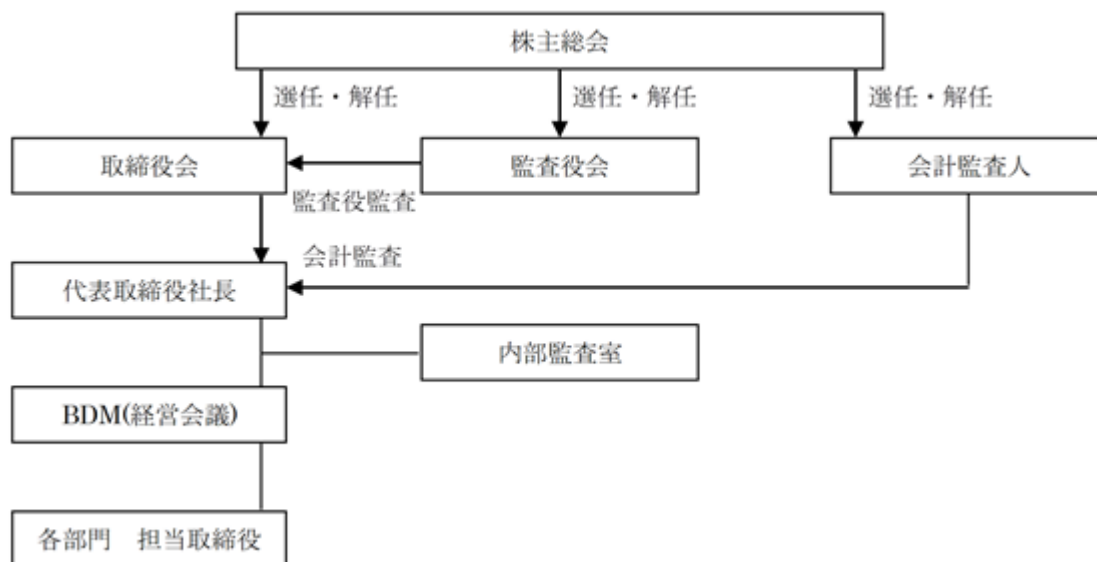 株主総会
選任・解任
選任・解任
選任・解任
取締役会
監査役会
会計監査人
監査役監査
会計監査
代表取締役社長
内部監査室
BDM(経営会議)
各部門　担当取締役